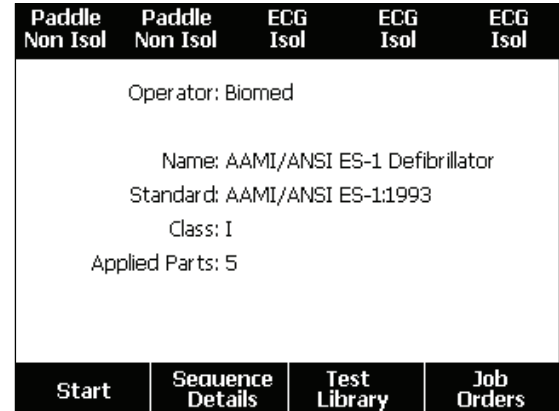 Paddle Paddle ECG ECG ECG
Non Isol Non Isol Isol Isol Isol
Operator: Biomed
Name: AAMI/ANSI ES-1 Defibrillator
Standard: AAMI/ANSI ES-1:1993
Class: I
Applied Parts: 5
Start Sequence Details Test Library Job Orders